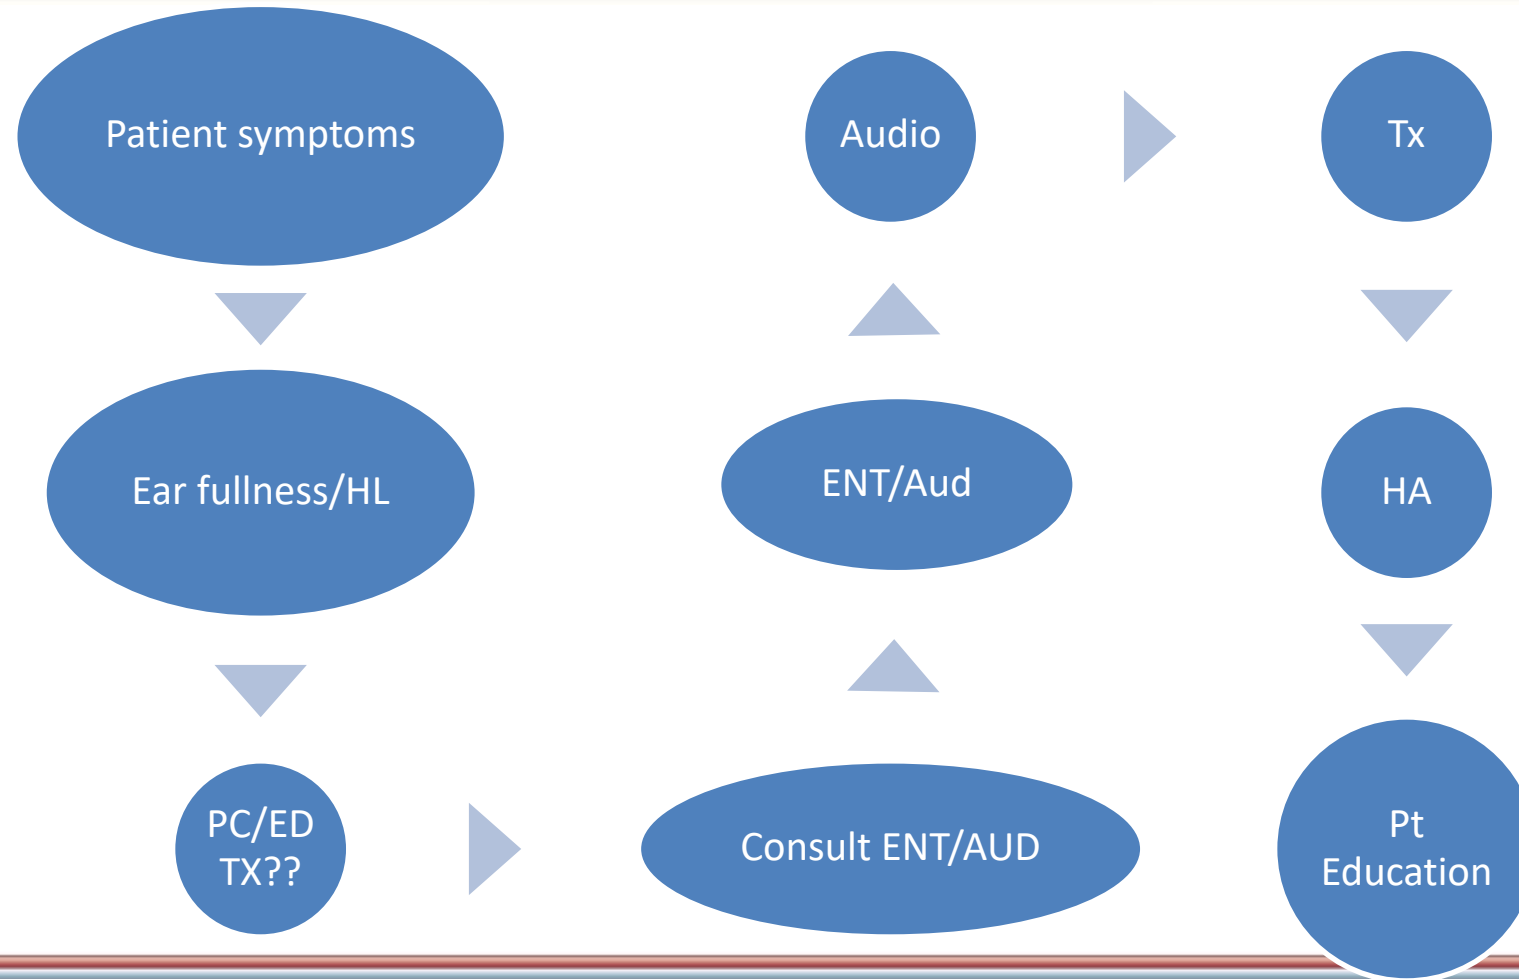 Patient symptoms
Ear fullness/HL
PC/ED
TX??
Consult ENT/AUD
ENT/Aud
Audio
Tx
HA
Pt
Education